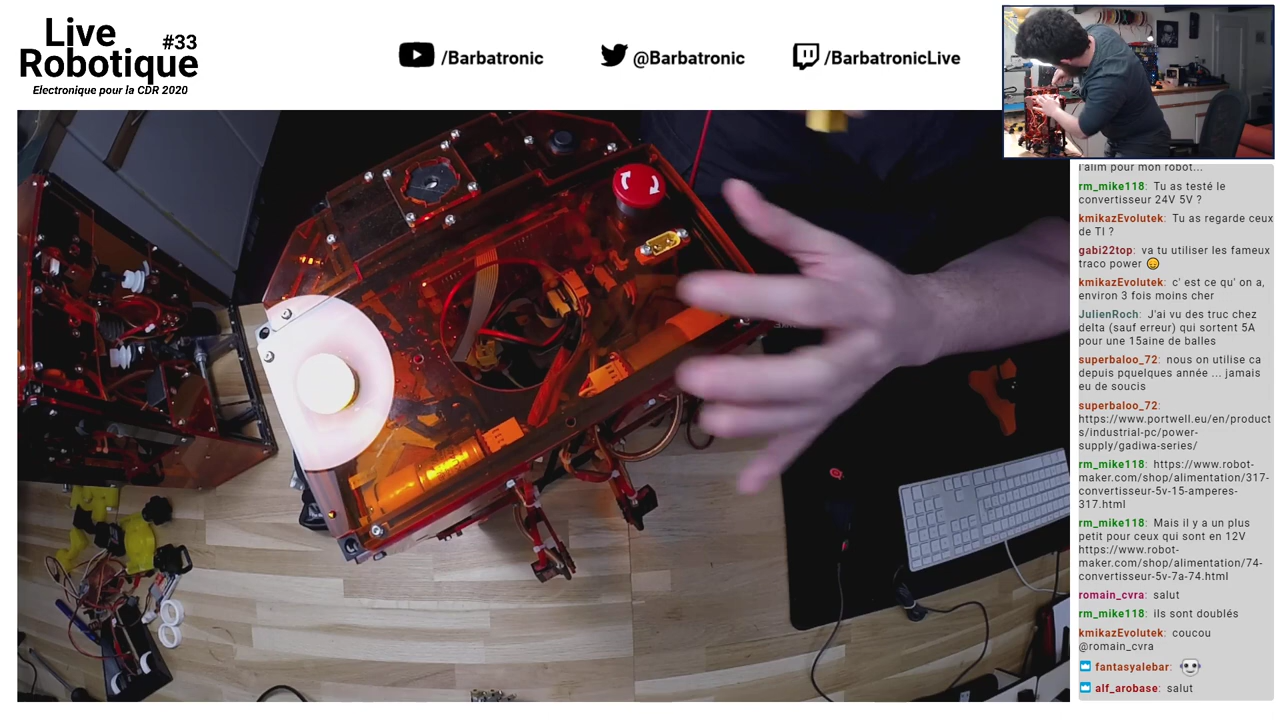 Live
Robotique #33
Electronique pour la CDR 2020
/Barbatronic
@Barbatronic
/BarbatronicLive
l'alim pour mon robot...
rm_mike118: Tu as testé le
convertisseur 24V 5V ?
kmikazEvolutek: Tu as regarde ceux
de TI ?
gabi22top: va tu utiliser les fameux
traco power
kmikazEvolutek: c' est ce qu' on a,
environ 3 fois moins cher
JulienRoch: J'ai vu des truc chez
delta (sauf erreur) qui sortent 5A
pour une 15aine de balles
superbaloo_72: nous on utilise ca
depuis pquelques année ... jamais
eu de soucis
superbaloo_72:
https://www.portwell.eu/en/product
s/industrial-pc/power-
supply/gadiwa-series/
rm_mike118: https://www.robot-
maker.com/shop/alimentation/317-
convertisseur-5v-15-amperes-
317.html
rm_mike118: Mais il y a un plus
petit pour ceux qui sont en 12V
https://www.robot-
maker.com/shop/alimentation/74-
convertisseur-5v-7a-74.html
romain_cvra: salut
rm_mike118: ils sont doublés
kmikazEvolutek: coucou
@romain_cvra
fantasyalebar:
alf_arobase: salut